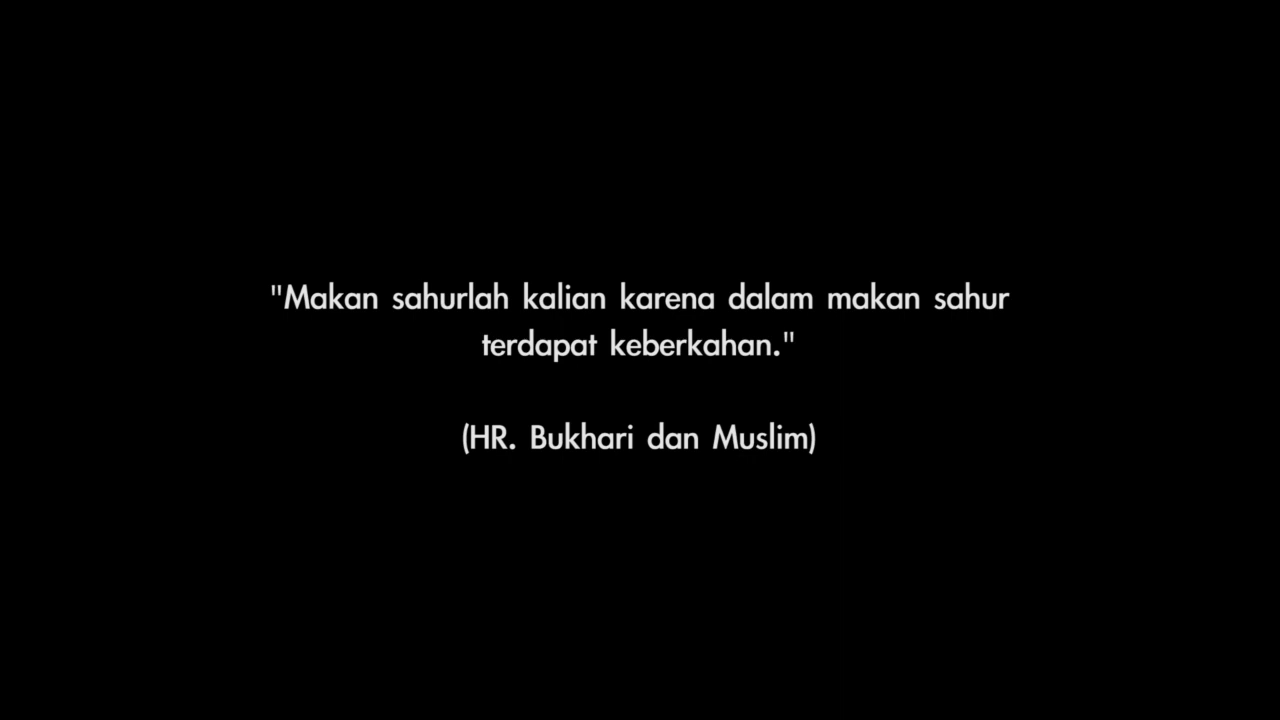 "Makan sahurlah kalian karena dalam makan sahur
terdapat keberkahan."
(HR. Bukhari dan Muslim)